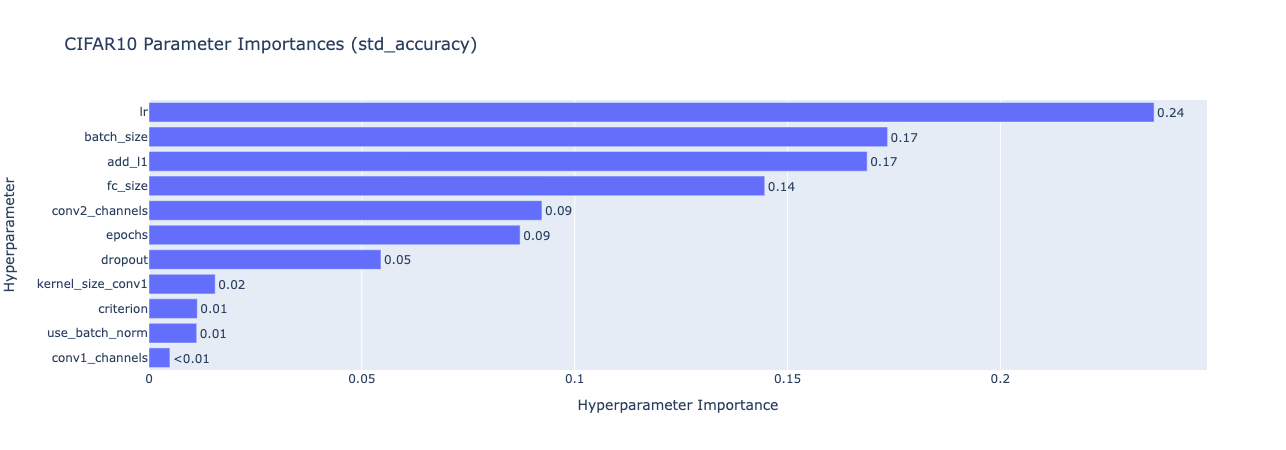 CIFAR10 Parameter Importances (std_accuracy)
Hyperparameter
lr 0.24
batch_size 0.17
add_l1 0.17
fc_size 0.14
conv2_channels 0.09
epochs 0.09
dropout 0.05
kernel_size_conv1 0.02
criterion 0.01
use_batch_norm 0.01
conv1_channels <0.01
0 0.05 0.1 0.15 0.2
Hyperparameter Importance